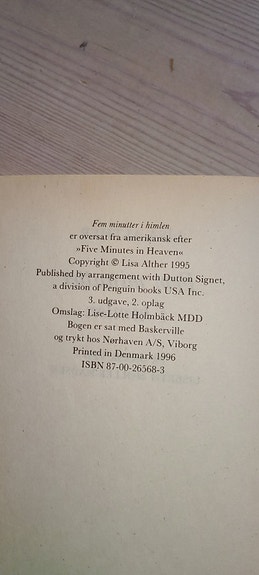 Fem minutter i himlen
er oversat fra amerikansk efter
»Five Minutes in Heaven«
Copyright © Lisa Alther 1995
Published by arrangement with Dutton Signet,
a division of Penguin books USA Inc.
3. udgave, 2. oplag
Omslag: Lise-Lotte Holmbäck MDD
Bogen er sat med Baskerville
og trykt hos Nørhaven A/S, Viborg
Printed in Denmark 1996
ISBN 87-00-26568-3